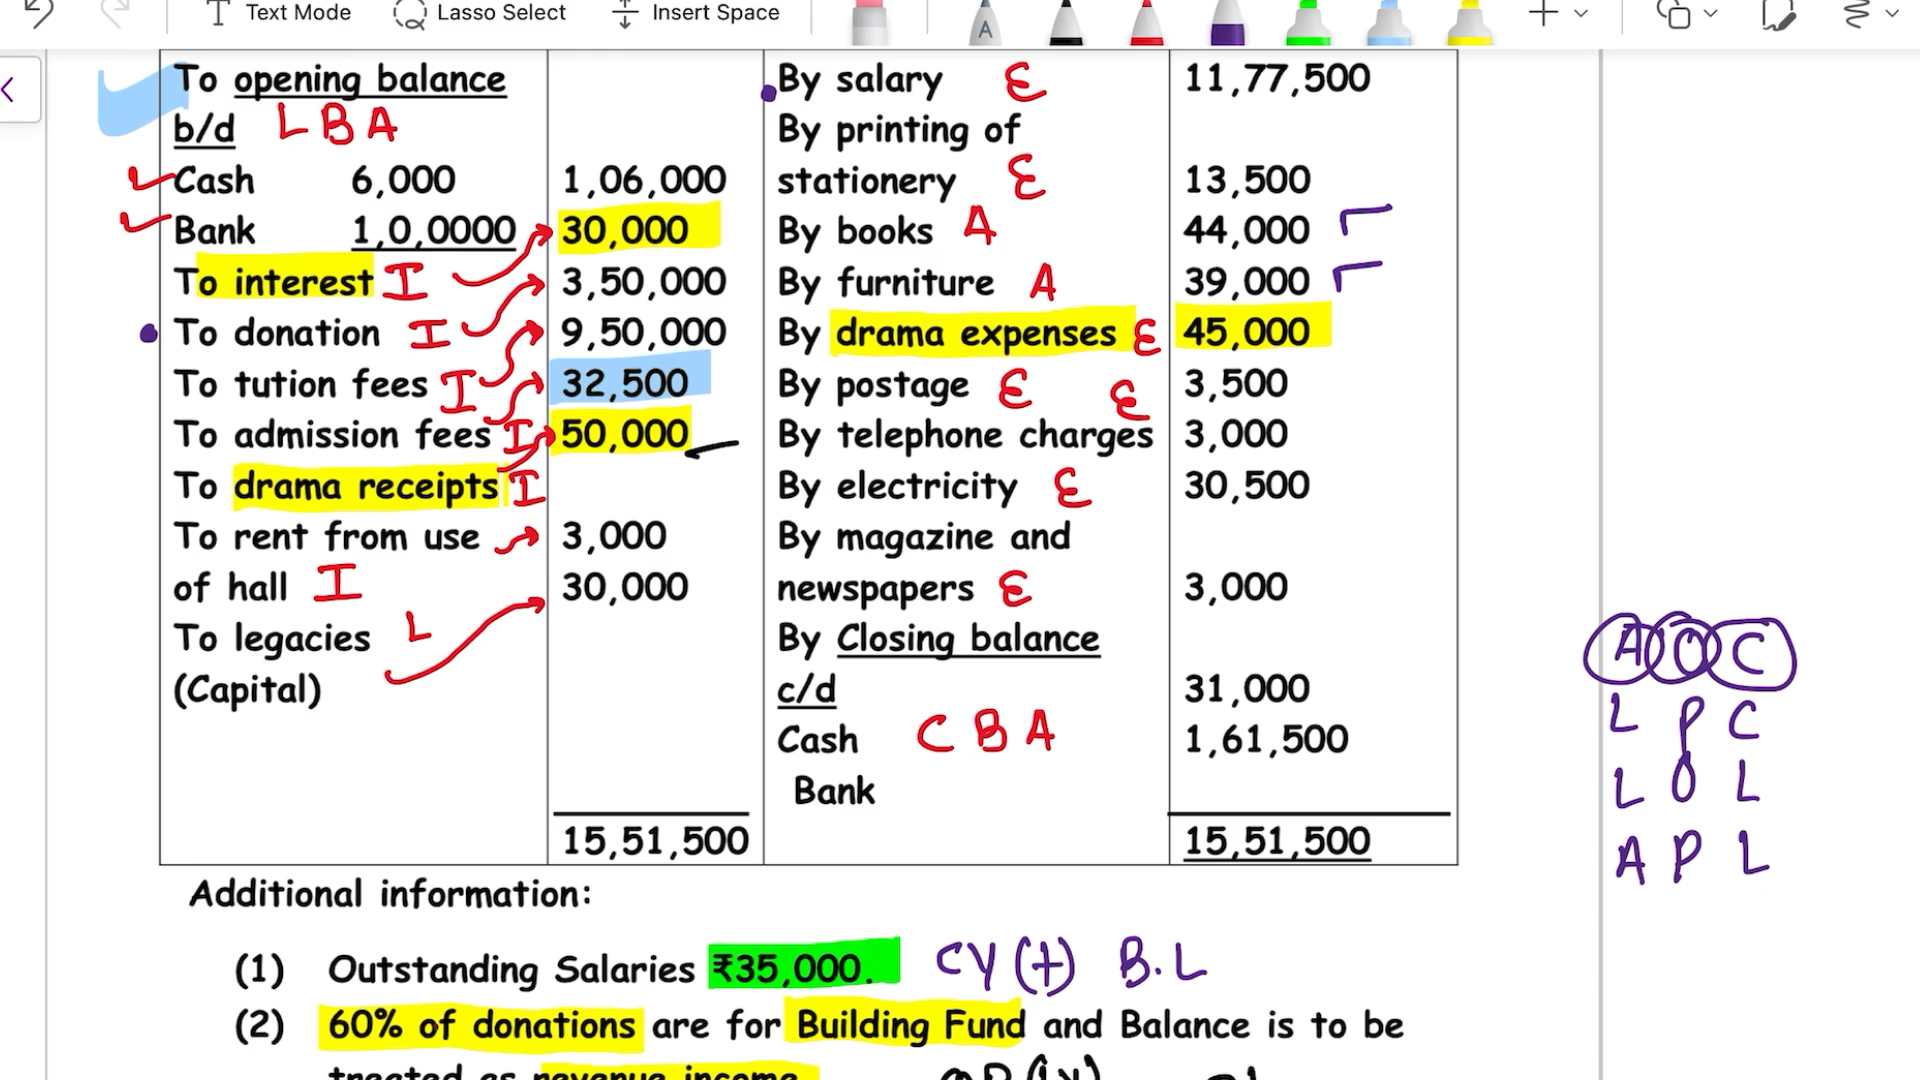 Text Mode Lasso Select Insert Space
A
To opening balance By salary Ɛ 11,77,500
b/d L B A By printing of
Cash 6,000 1,06,000 stationery Ɛ 13,500
Bank 1,0,0000 30,000 By books A 44,000
To interest I 3,50,000 By furniture A 39,000
To donation I 9,50,000 By drama expenses Ɛ 45,000
To tution fees I 32,500 By postage Ɛ 3,500
To admission fees I 50,000 By telephone charges Ɛ 3,000
To drama receipts I By electricity Ɛ 30,500
To rent from use 3,000 By magazine and
of hall I 30,000 newspapers Ɛ 3,000
To legacies L By Closing balance
(Capital) c/d 31,000
Cash C B A 1,61,500
Bank
15,51,500 15,51,500
A O C
L P C
L O L
A P L
Additional information:
(1) Outstanding Salaries ₹35,000. CY (+) B.L
(2) 60% of donations are for Building Fund and Balance is to be
treated as revenue income